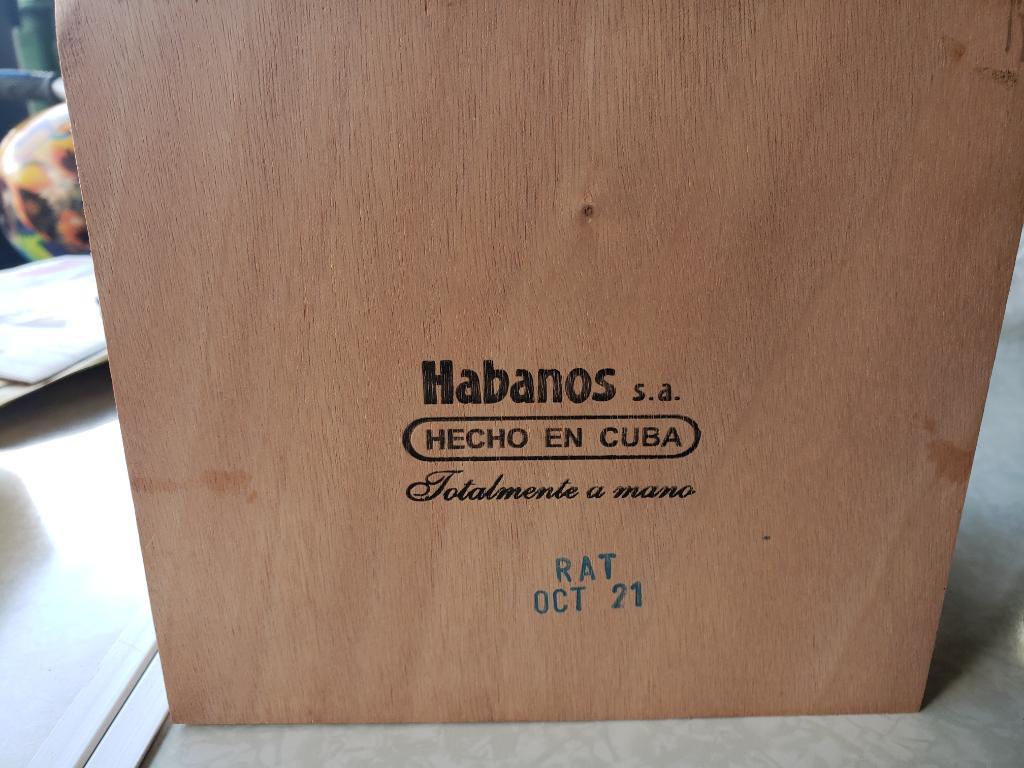 Habanos s.a.
HECHO EN CUBA
Totalmente a mano
RAT
OCT 21